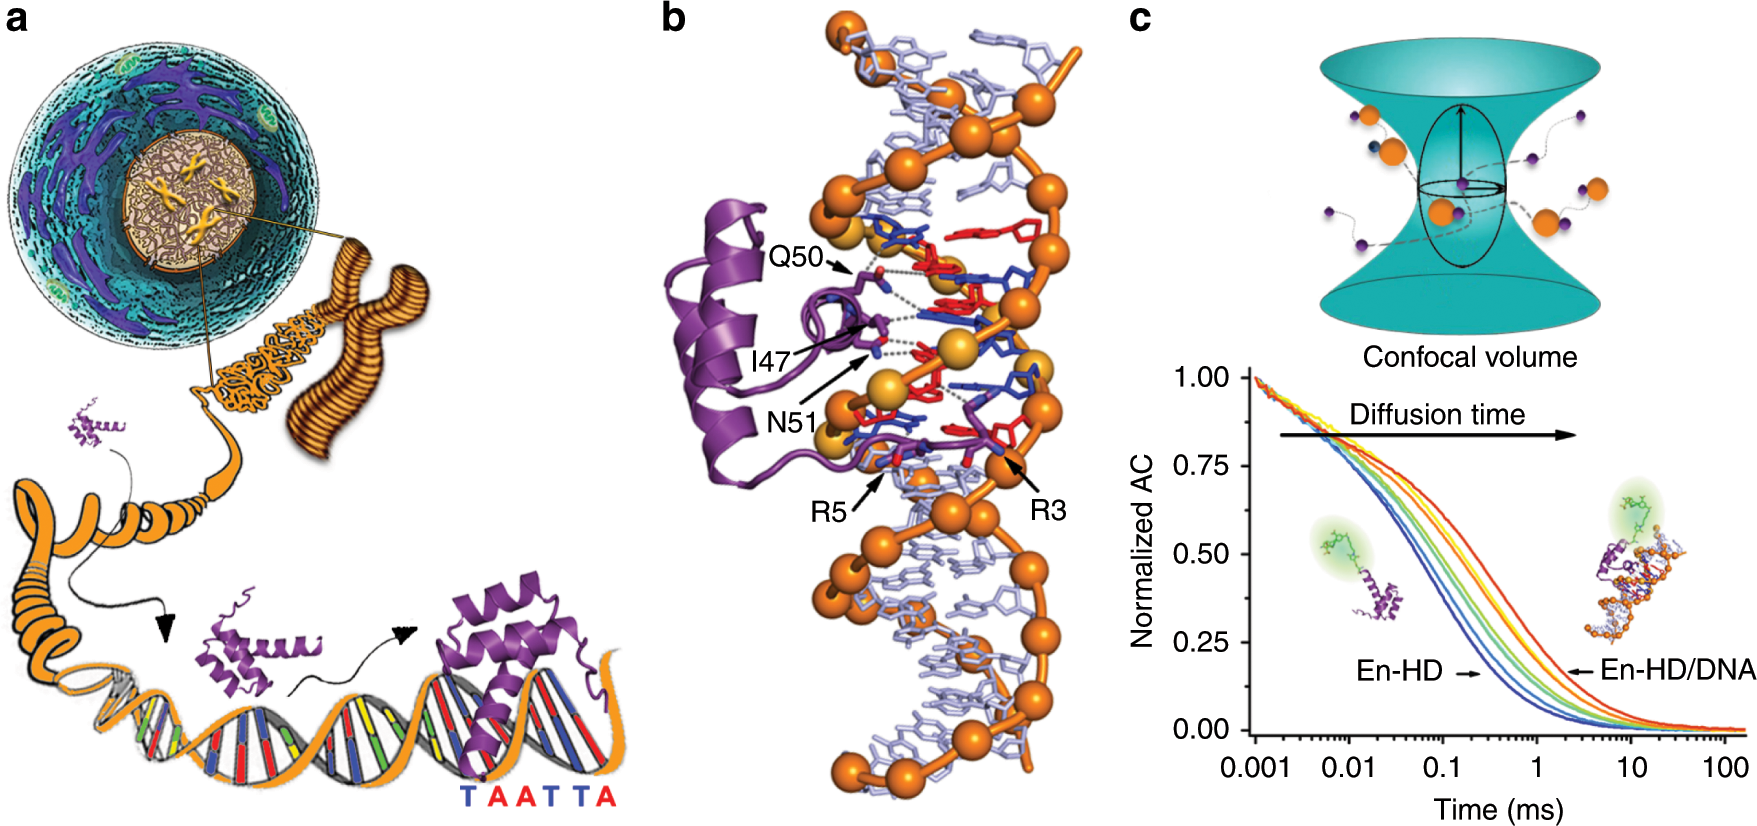 a
b
c
Q50
I47
N51
R5
R3
T A A T T A
Confocal volume
Diffusion time
Normalized AC
1.00
0.75
0.50
0.25
0.00
En-HD
En-HD/DNA
0.001 0.01 0.1 1 10 100
Time (ms)